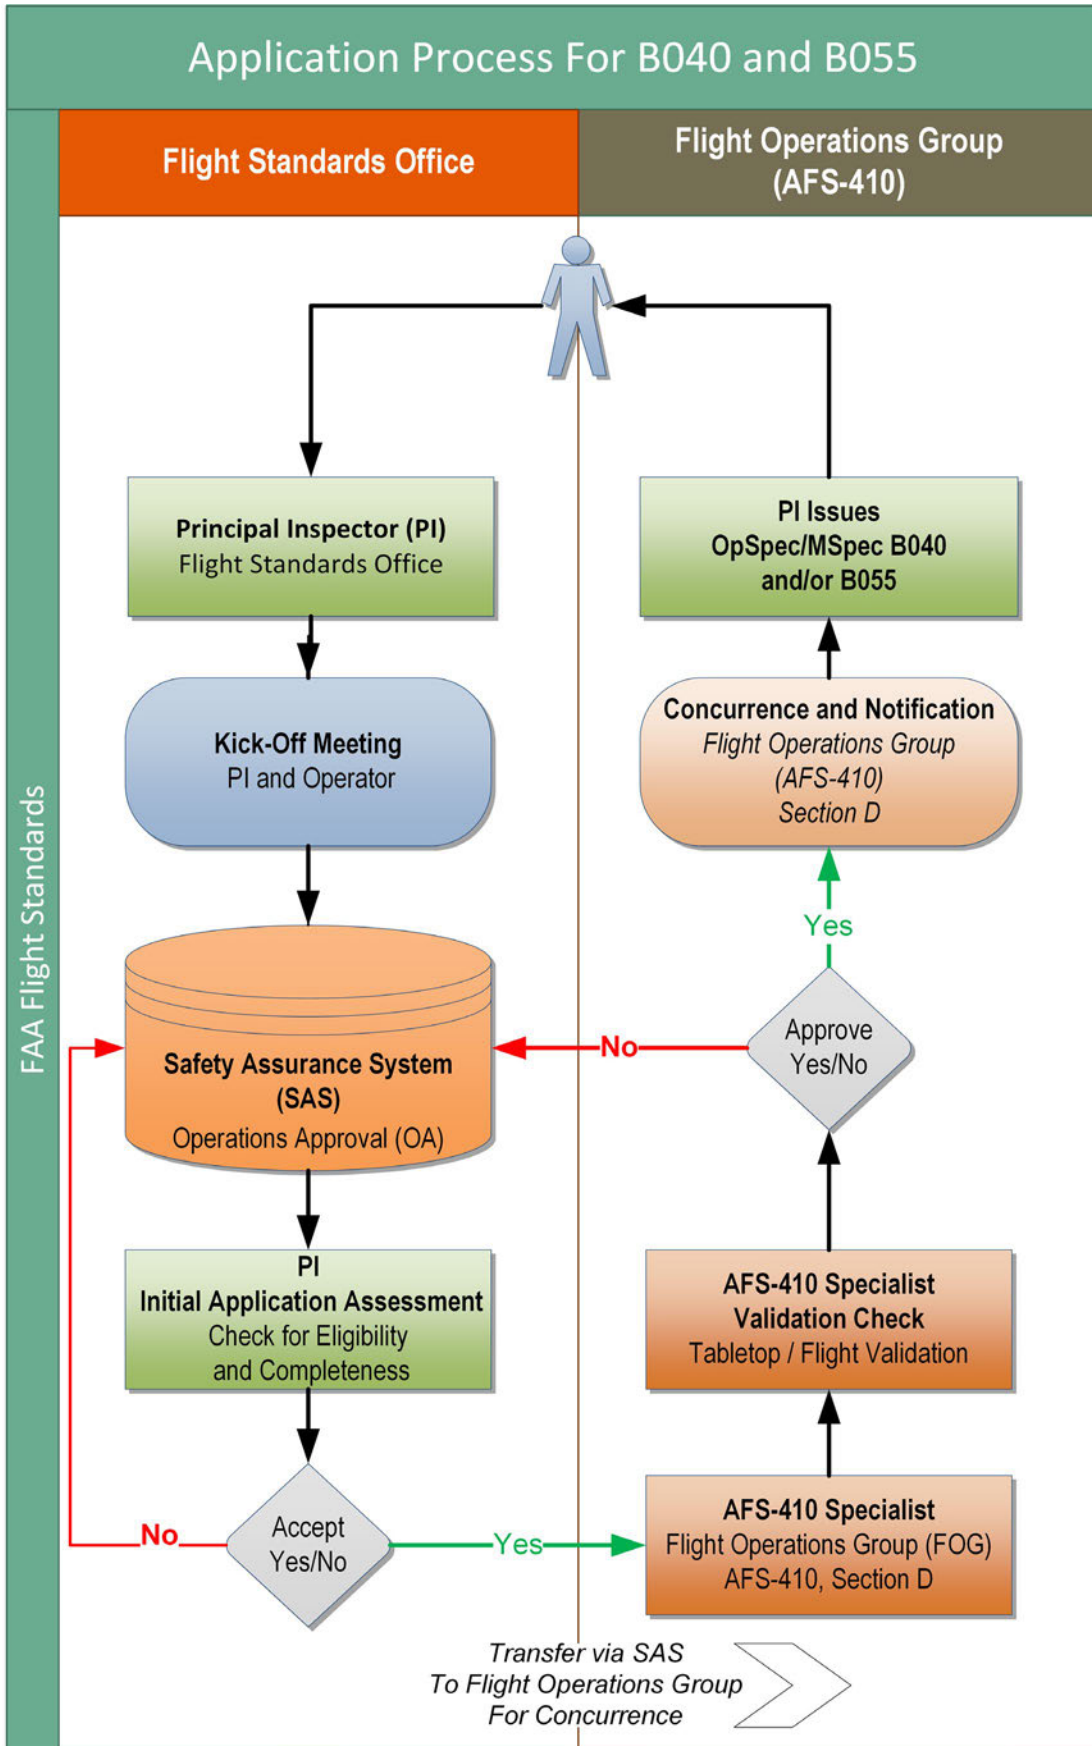 Application Process For B040 and B055
FAA Flight Standards
Flight Standards Office
Flight Operations Group
(AFS-410)
Principal Inspector (PI)
Flight Standards Office
Kick-Off Meeting
PI and Operator
Safety Assurance System
(SAS)
Operations Approval (OA)
PI
Initial Application Assessment
Check for Eligibility
and Completeness
Accept
Yes/No
No
Yes
PI Issues
OpSpec/MSpec B040
and/or B055
Concurrence and Notification
Flight Operations Group
(AFS-410)
Section D
Yes
Approve
Yes/No
No
AFS-410 Specialist
Validation Check
Tabletop / Flight Validation
AFS-410 Specialist
Flight Operations Group (FOG)
AFS-410, Section D
Transfer via SAS
To Flight Operations Group
For Concurrence